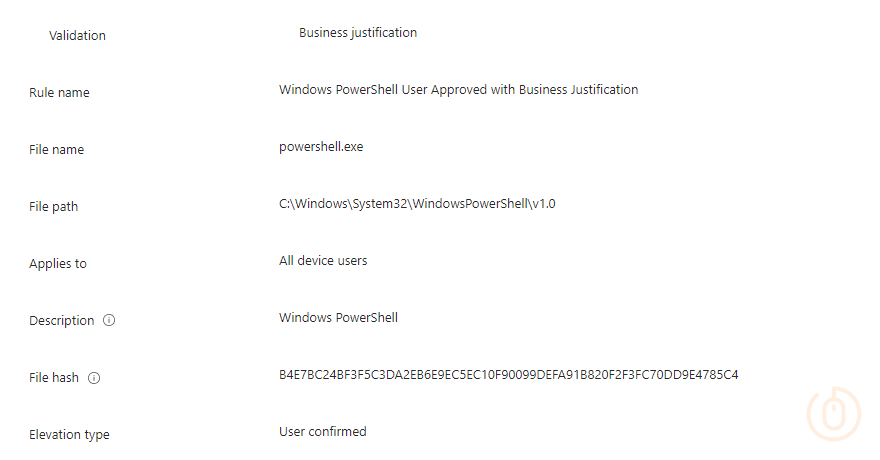 Validation Business justification
Rule name Windows PowerShell User Approved with Business Justification
File name powershell.exe
File path C:\Windows\System32\WindowsPowerShell\v1.0
Applies to All device users
Description Windows PowerShell
File hash B4E7BC24BF3F5C3DA2EB6E9EC5EC10F90099DEFA91B820F2F3FC70DD9E4785C4
Elevation type User confirmed